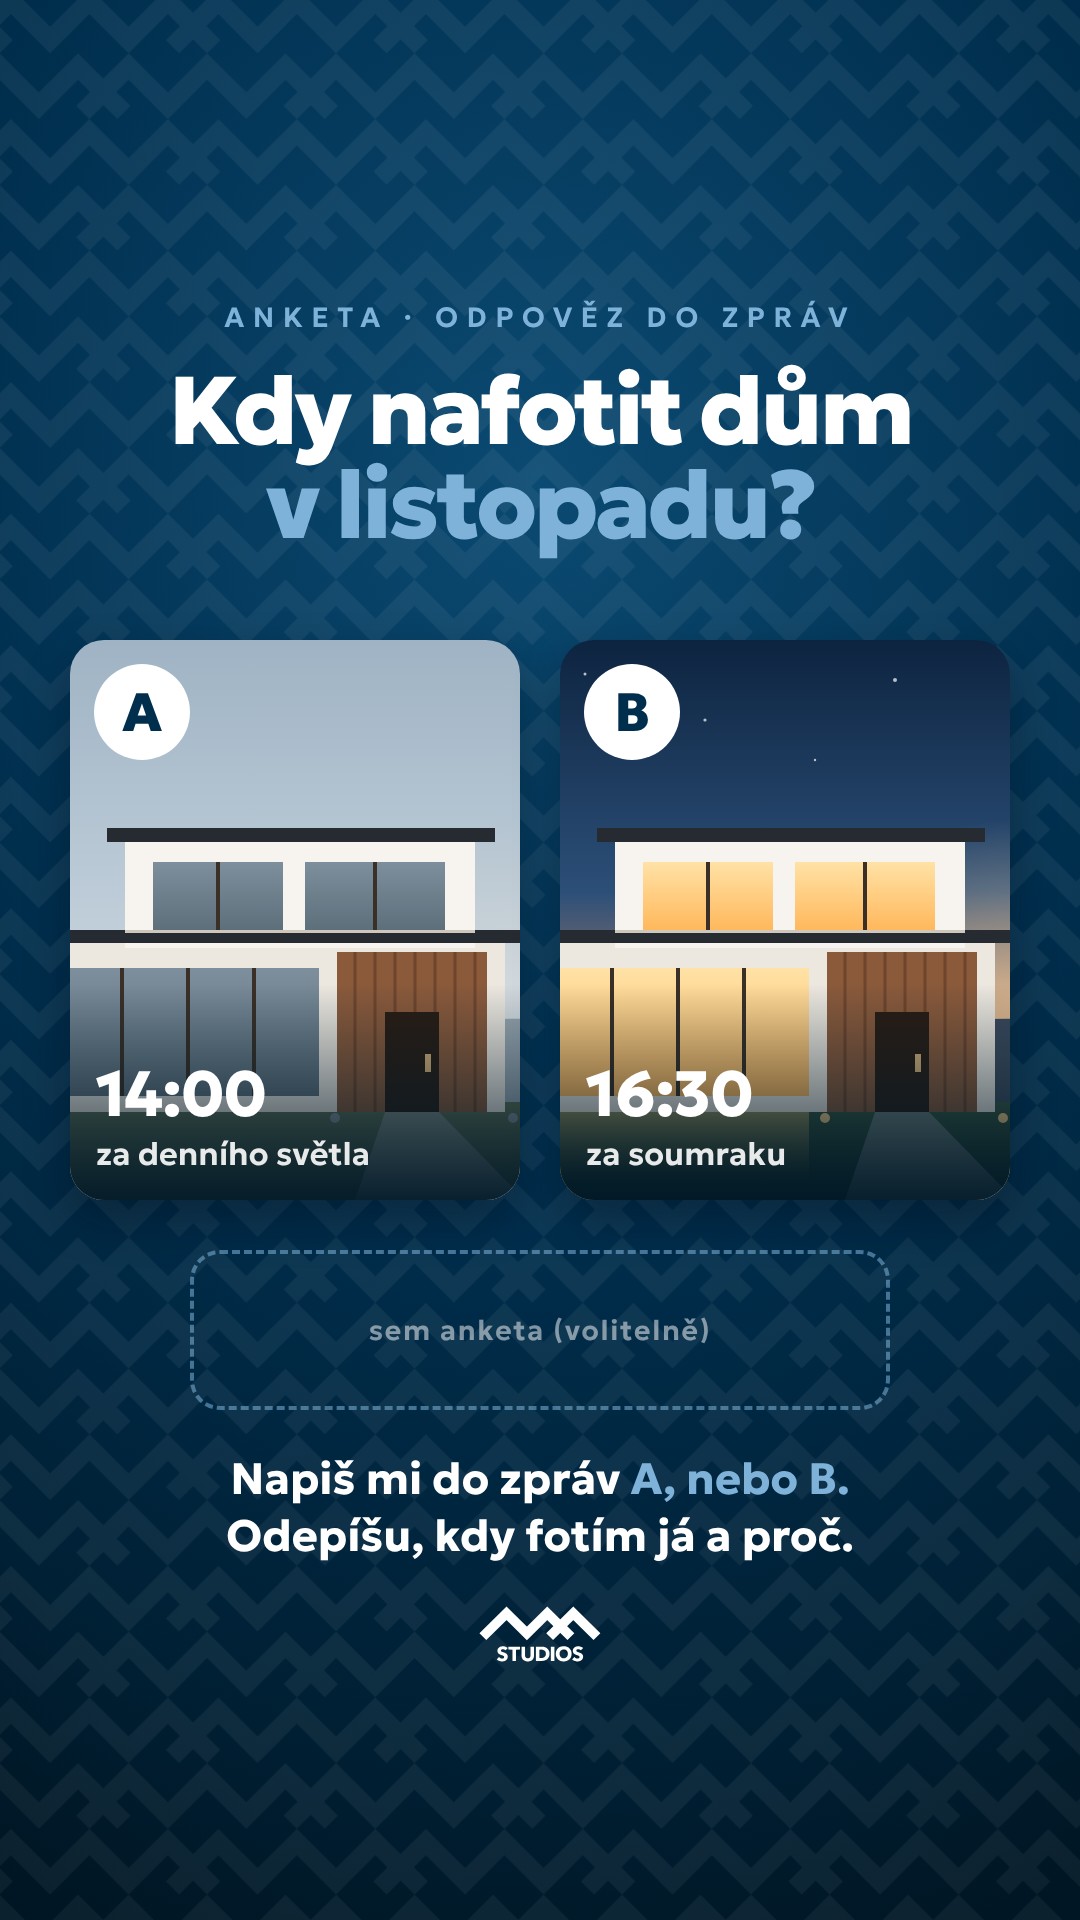 ANKETA · ODPOVĚZ DO ZPRÁV
Kdy nafotit dům
v listopadu?
A
14:00
za denního světla
B
16:30
za soumraku
sem anketa (volitelně)
Napiš mi do zpráv A, nebo B.
Odepíšu, kdy fotím já a proč.
STUDIOS